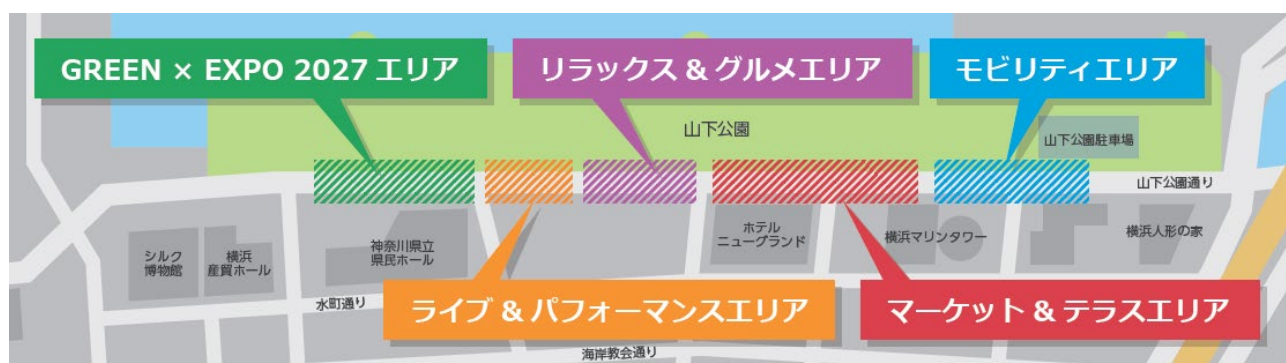 GREEN × EXPO 2027 エリア
リラックス & グルメエリア
モビリティエリア
山下公園
山下公園駐車場
山下公園通り
シルク
博物館
横浜
産貿ホール
神奈川県立
県民ホール
ホテル
ニューグランド
横浜マリンタワー
横浜人形の家
水町通り
ライブ & パフォーマンスエリア
マーケット & テラスエリア
海岸教会通り